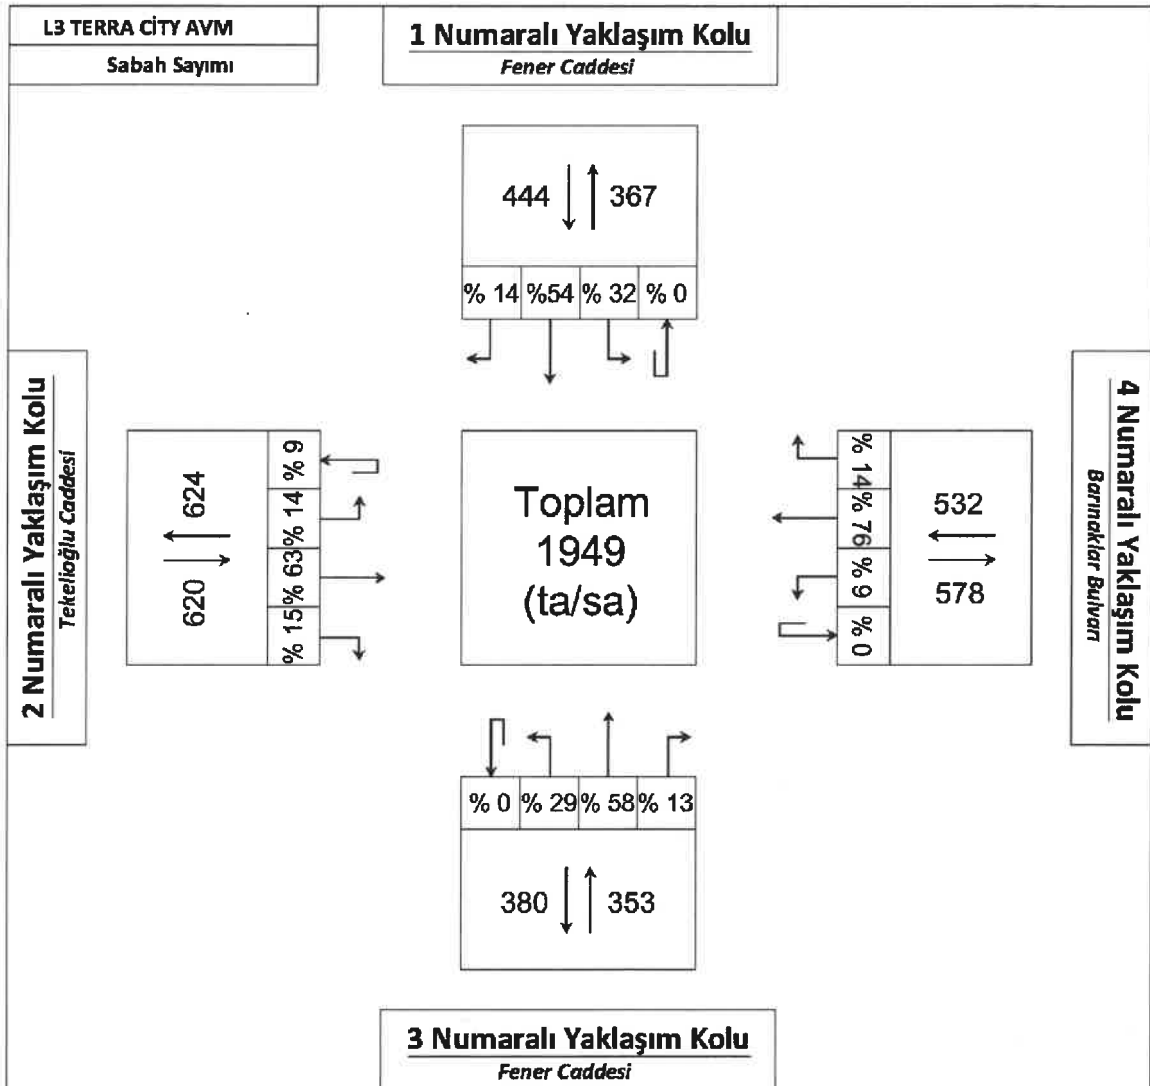 L3 TERRA CİTY AVM
Sabah Sayımı
1 Numaralı Yaklaşım Kolu
Fener Caddesi
444 367
% 14 %54 % 32 % 0
2 Numaralı Yaklaşım Kolu
Tekelioğlu Caddesi
624
620
% 9
% 14
% 63
% 15
Toplam
1949
(ta/sa)
% 14
% 76
% 9
% 0
532
578
4 Numaralı Yaklaşım Kolu
Barınaklar Bulvarı
% 0 % 29 % 58 % 13
380 353
3 Numaralı Yaklaşım Kolu
Fener Caddesi